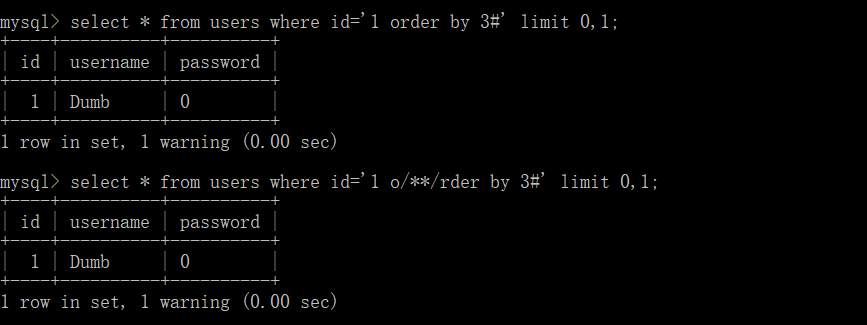 mysql> select * from users where id='1 order by 3#' limit 0,1;
+----+----------+----------+
| id | username | password |
+----+----------+----------+
| 1 | Dumb | 0 |
+----+----------+----------+
1 row in set, 1 warning (0.00 sec)
mysql> select * from users where id='1 o/**/rder by 3#' limit 0,1;
+----+----------+----------+
| id | username | password |
+----+----------+----------+
| 1 | Dumb | 0 |
+----+----------+----------+
1 row in set, 1 warning (0.00 sec)